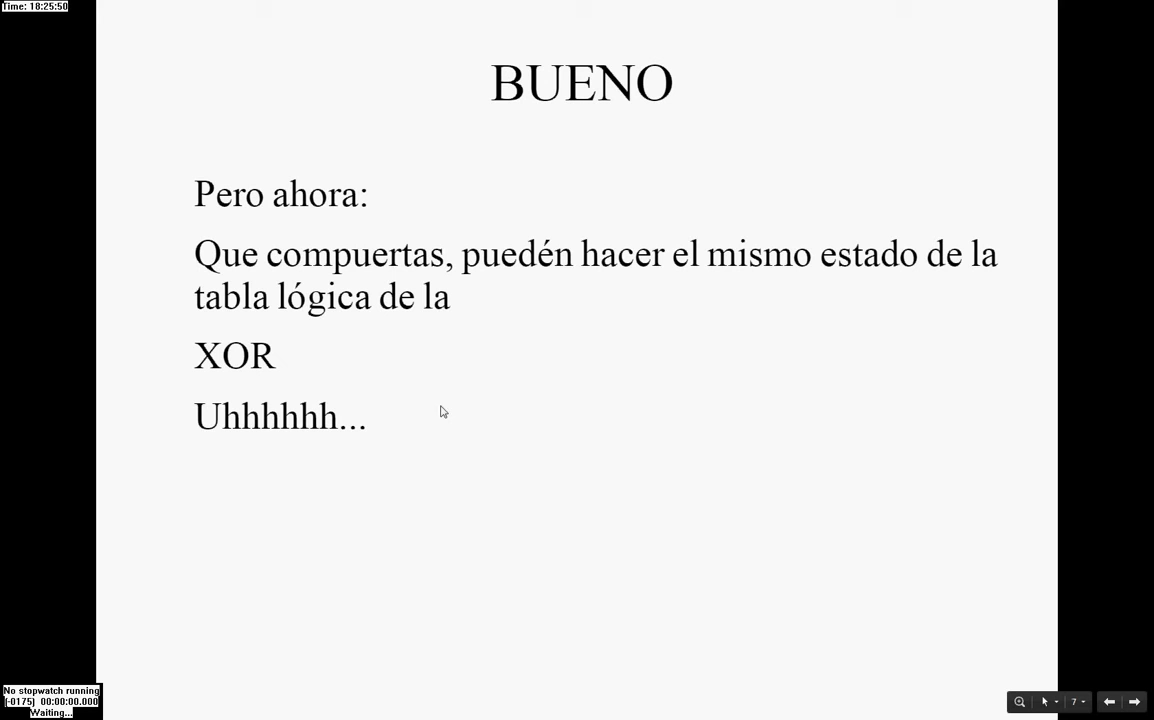 Time: 18:25:50
BUENO
Pero ahora:
Que compuertas, puedén hacer el mismo estado de la
tabla lógica de la
XOR
Uhhhhhh...
No stopwatch running
[-0175] 00:00:00.000
Waiting...
7